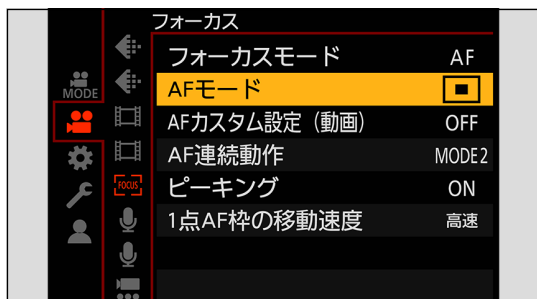 フォーカス
フォーカスモード AF
MODE
AFモード
AFカスタム設定（動画） OFF
AF連続動作 MODE2
FOCUS
ピーキング ON
1点AF枠の移動速度 高速